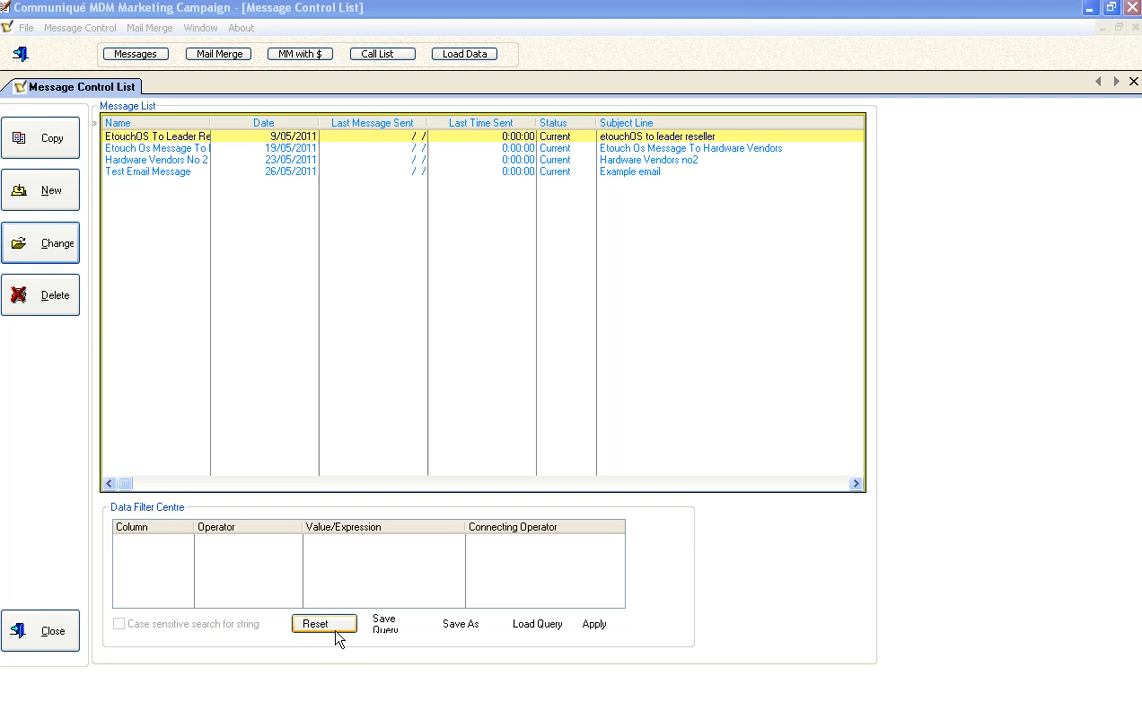 Communiqué MDM Marketing Campaign - [Message Control List]
File Message Control Mail Merge Window About
Messages Mail Merge MM with $ Call List Load Data
Message Control List
Message List
Copy
New
Change
Delete
Close
Name Date Last Message Sent Last Time Sent Status Subject Line
EtouchOS To Leader Re 9/05/2011 / / 0:00:00 Current etouchOS to leader reseller
Etouch Os Message To 19/05/2011 / / 0:00:00 Current Etouch Os Message To Hardware Vendors
Hardware Vendors No 2 23/05/2011 / / 0:00:00 Current Hardware Vendors no2
Test Email Message 26/05/2011 / / 0:00:00 Current Example email
Data Filter Centre
Column Operator Value/Expression Connecting Operator
Case sensitive search for string Reset Save Query Save As Load Query Apply